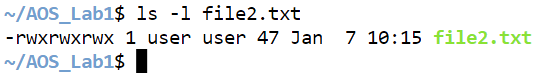 ~/AOS_Lab1$ ls -l file2.txt
-rwxrwxrwx 1 user user 47 Jan  7 10:15 file2.txt
~/AOS_Lab1$